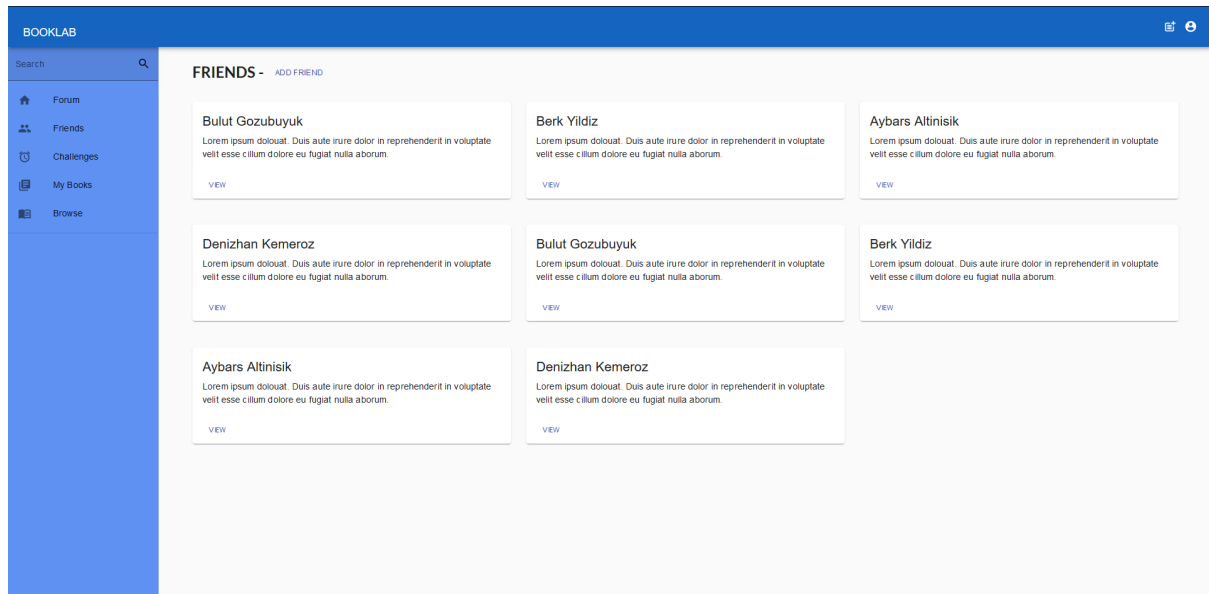 BOOKLAB
Search
Forum
Friends
Challenges
My Books
Browse
FRIENDS - ADD FRIEND
Bulut Gozubuyuk
Lorem ipsum dolouat. Duis aute irure dolor in reprehenderit in voluptate
velit esse cillum dolore eu fugiat nulla aborum.
VIEW
Berk Yildiz
Lorem ipsum dolouat. Duis aute irure dolor in reprehenderit in voluptate
velit esse cillum dolore eu fugiat nulla aborum.
VIEW
Aybars Altinisik
Lorem ipsum dolouat. Duis aute irure dolor in reprehenderit in voluptate
velit esse cillum dolore eu fugiat nulla aborum.
VIEW
Denizhan Kemeroz
Lorem ipsum dolouat. Duis aute irure dolor in reprehenderit in voluptate
velit esse cillum dolore eu fugiat nulla aborum.
VIEW
Bulut Gozubuyuk
Lorem ipsum dolouat. Duis aute irure dolor in reprehenderit in voluptate
velit esse cillum dolore eu fugiat nulla aborum.
VIEW
Berk Yildiz
Lorem ipsum dolouat. Duis aute irure dolor in reprehenderit in voluptate
velit esse cillum dolore eu fugiat nulla aborum.
VIEW
Aybars Altinisik
Lorem ipsum dolouat. Duis aute irure dolor in reprehenderit in voluptate
velit esse cillum dolore eu fugiat nulla aborum.
VIEW
Denizhan Kemeroz
Lorem ipsum dolouat. Duis aute irure dolor in reprehenderit in voluptate
velit esse cillum dolore eu fugiat nulla aborum.
VIEW